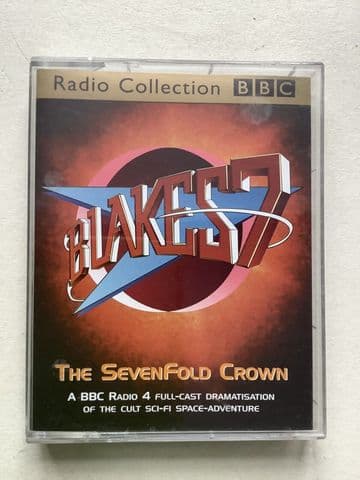 Radio Collection BBC
BLAKES 7
THE SEVENFOLD CROWN
A BBC RADIO 4 FULL-CAST DRAMATISATION
OF THE CULT SCI-FI SPACE-ADVENTURE